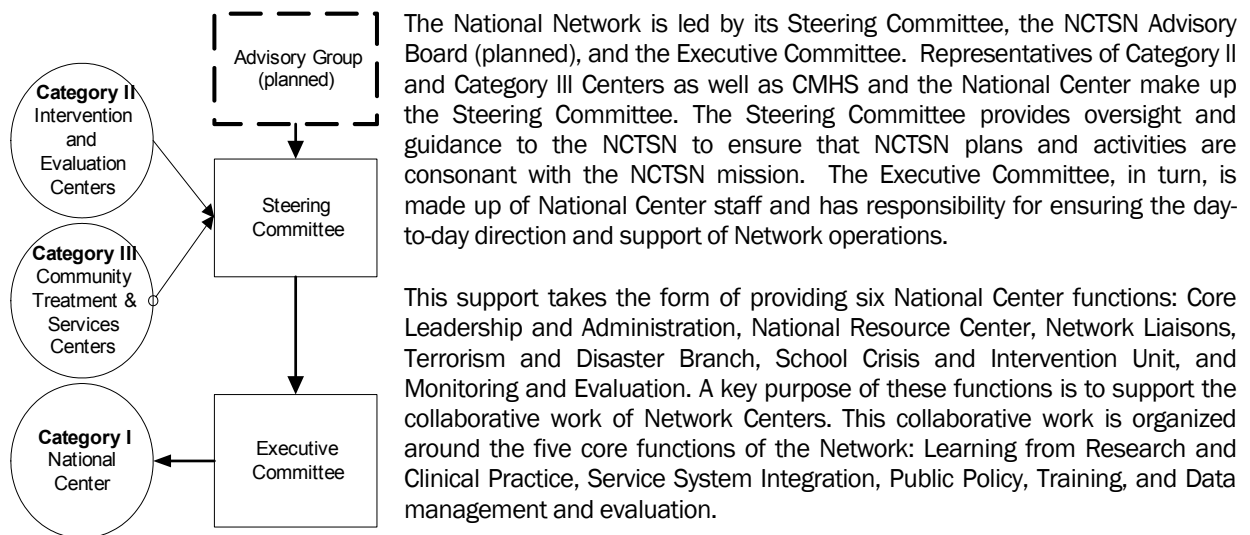 Advisory Group
(planned)
Category II
Intervention
and
Evaluation
Centers
Steering
Committee
Category III
Community
Treatment &
Services
Centers
Category I
National
Center
Executive
Committee
The National Network is led by its Steering Committee, the NCTSN Advisory
Board (planned), and the Executive Committee. Representatives of Category II
and Category III Centers as well as CMHS and the National Center make up
the Steering Committee. The Steering Committee provides oversight and
guidance to the NCTSN to ensure that NCTSN plans and activities are
consonant with the NCTSN mission. The Executive Committee, in turn, is
made up of National Center staff and has responsibility for ensuring the day-
to-day direction and support of Network operations.
This support takes the form of providing six National Center functions: Core
Leadership and Administration, National Resource Center, Network Liaisons,
Terrorism and Disaster Branch, School Crisis and Intervention Unit, and
Monitoring and Evaluation. A key purpose of these functions is to support the
collaborative work of Network Centers. This collaborative work is organized
around the five core functions of the Network: Learning from Research and
Clinical Practice, Service System Integration, Public Policy, Training, and Data
management and evaluation.